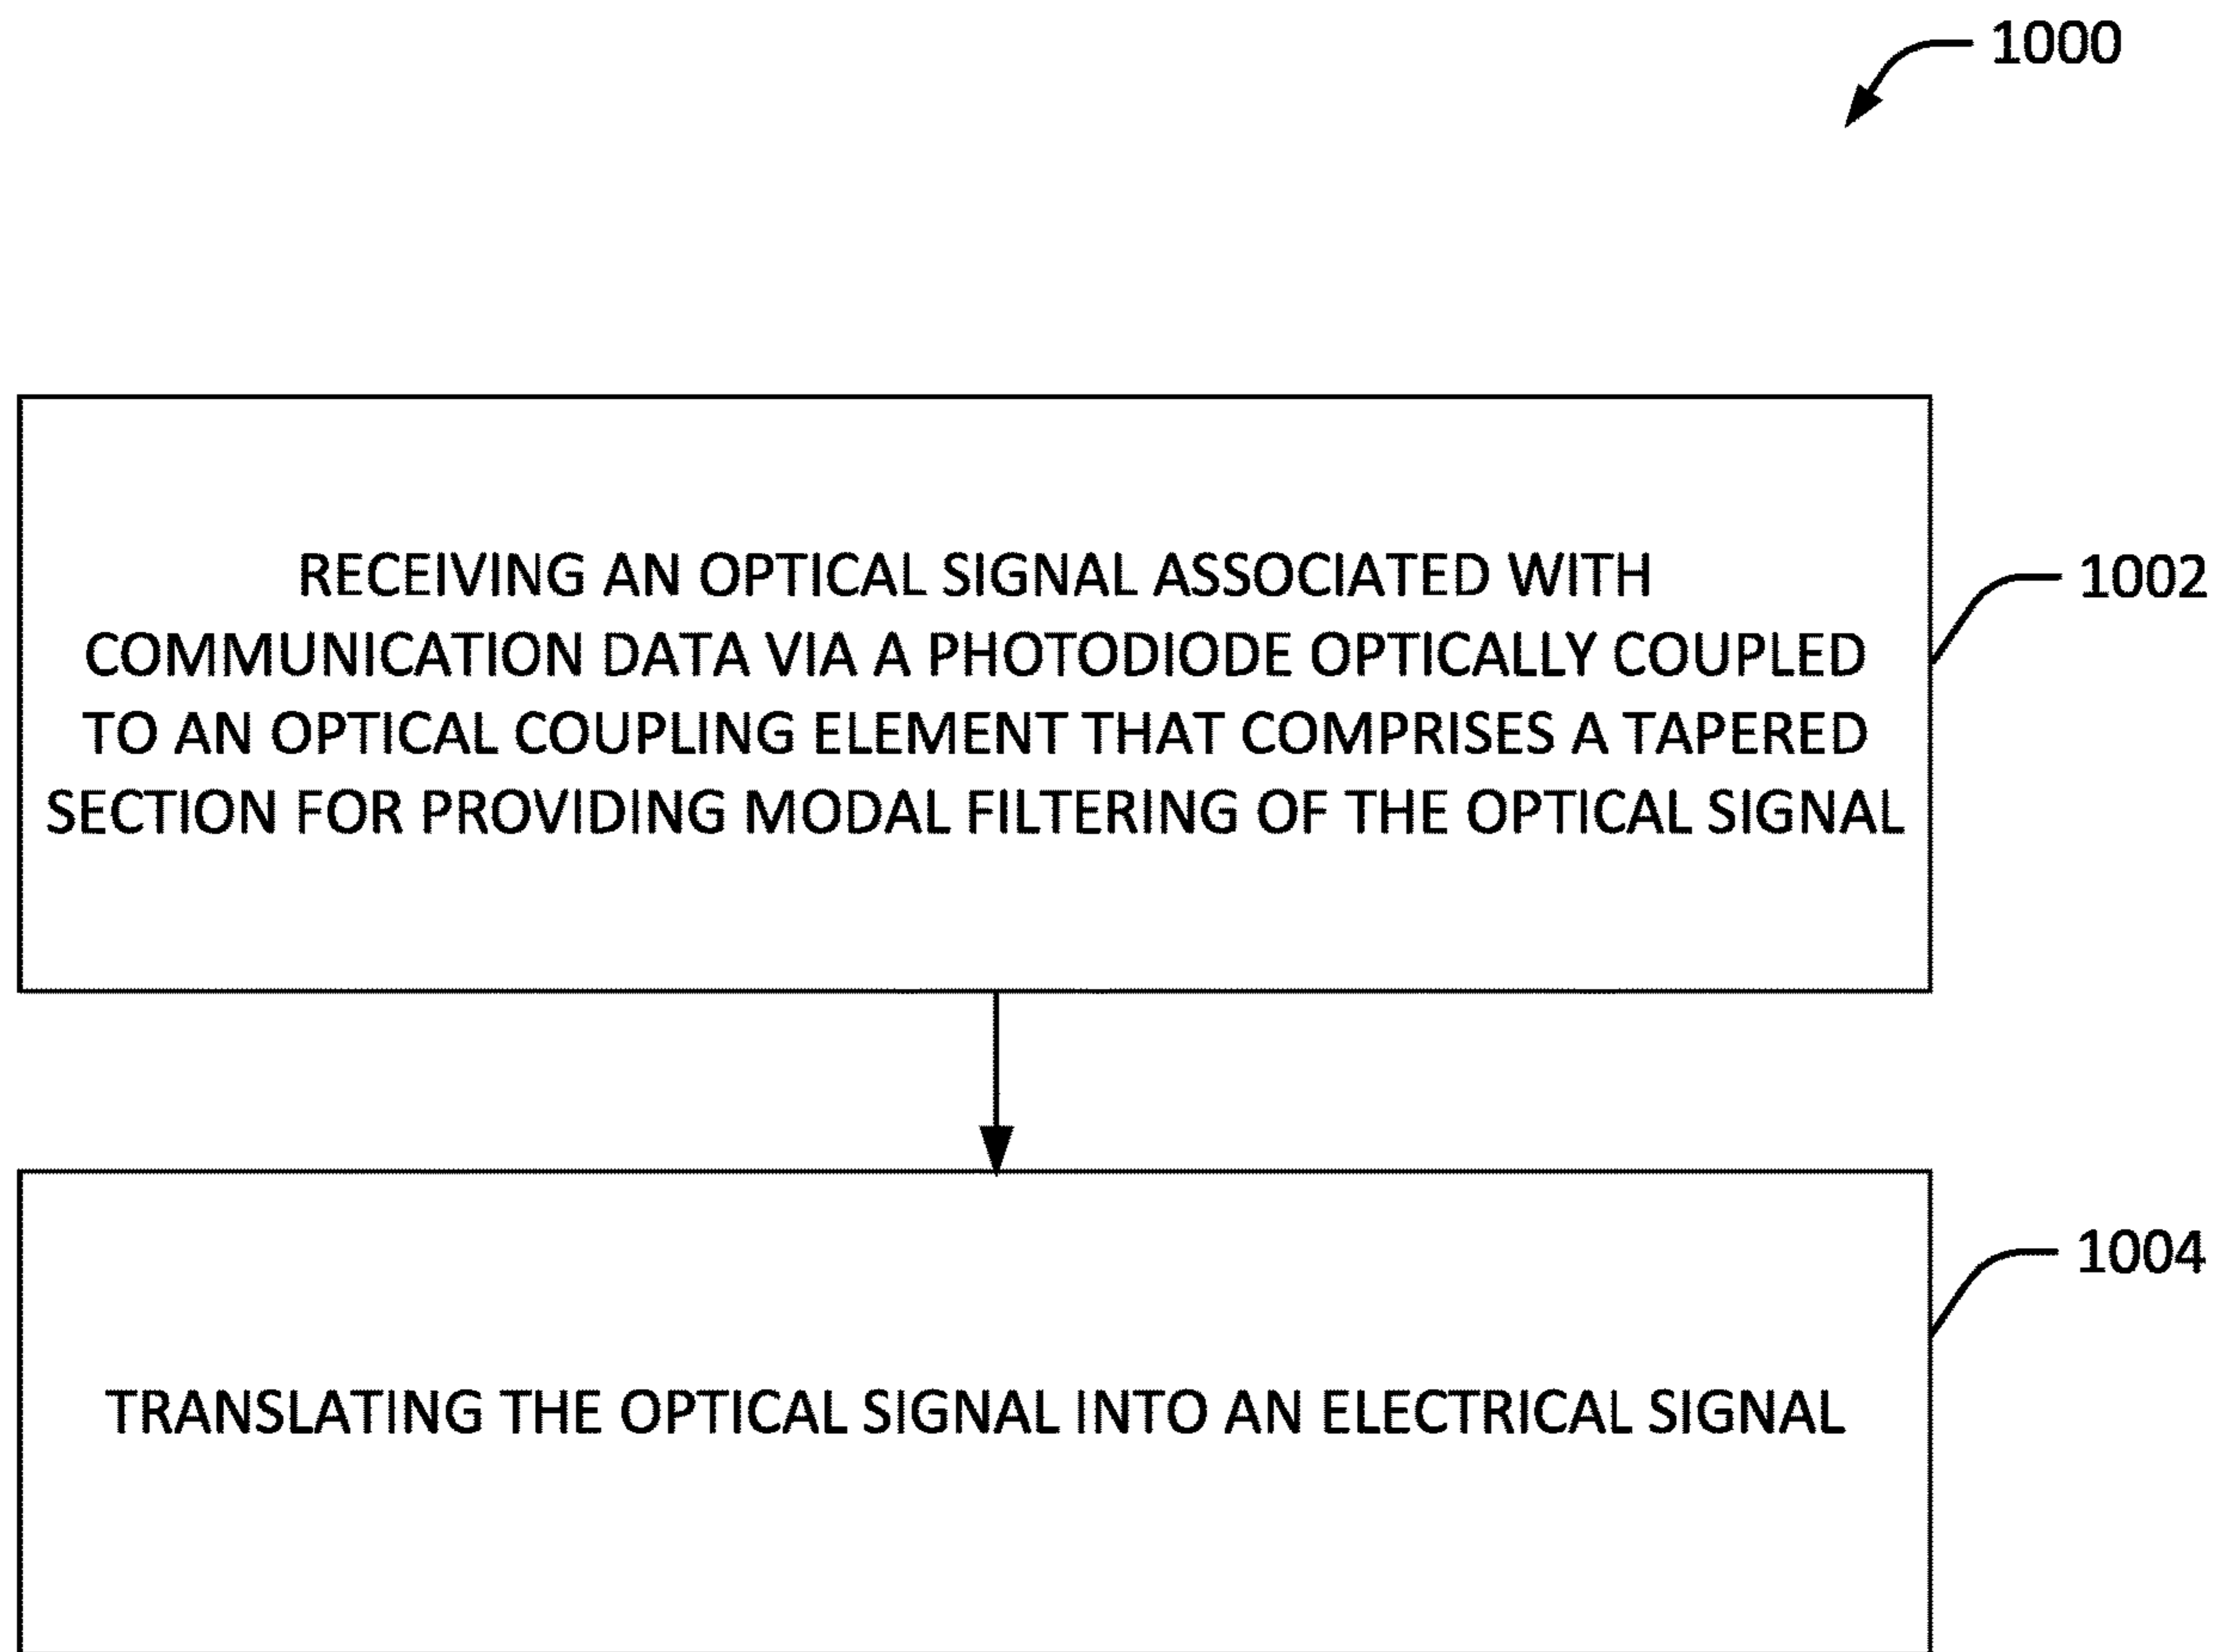 1000
RECEIVING AN OPTICAL SIGNAL ASSOCIATED WITH
COMMUNICATION DATA VIA A PHOTODIODE OPTICALLY COUPLED
TO AN OPTICAL COUPLING ELEMENT THAT COMPRISES A TAPERED
SECTION FOR PROVIDING MODAL FILTERING OF THE OPTICAL SIGNAL
1002
TRANSLATING THE OPTICAL SIGNAL INTO AN ELECTRICAL SIGNAL
1004